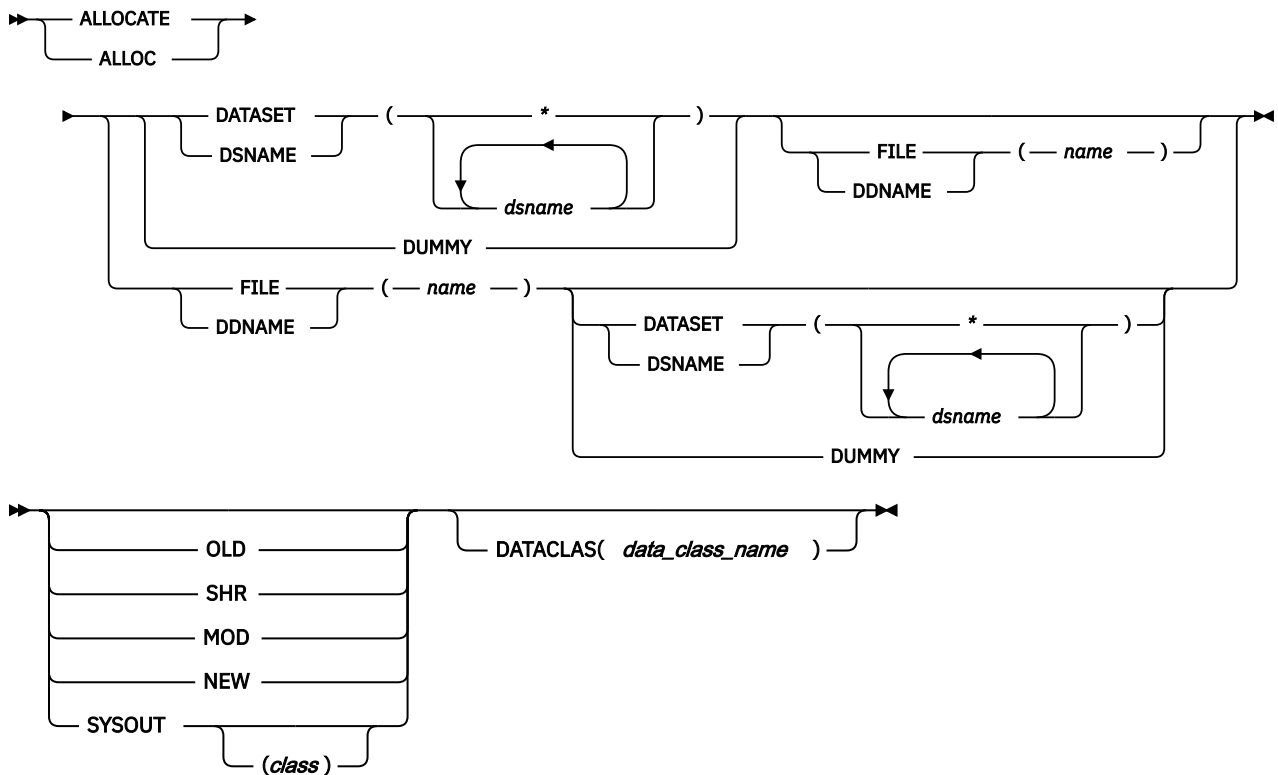 ALLOCATE
ALLOC
DATASET ( * )
DSNAME
dsname
DUMMY
FILE ( name )
DDNAME
FILE ( name )
DDNAME
DATASET ( * )
DSNAME
dsname
DUMMY
OLD
SHR
MOD
NEW
SYSOUT
(class)
DATACLAS( data_class_name )